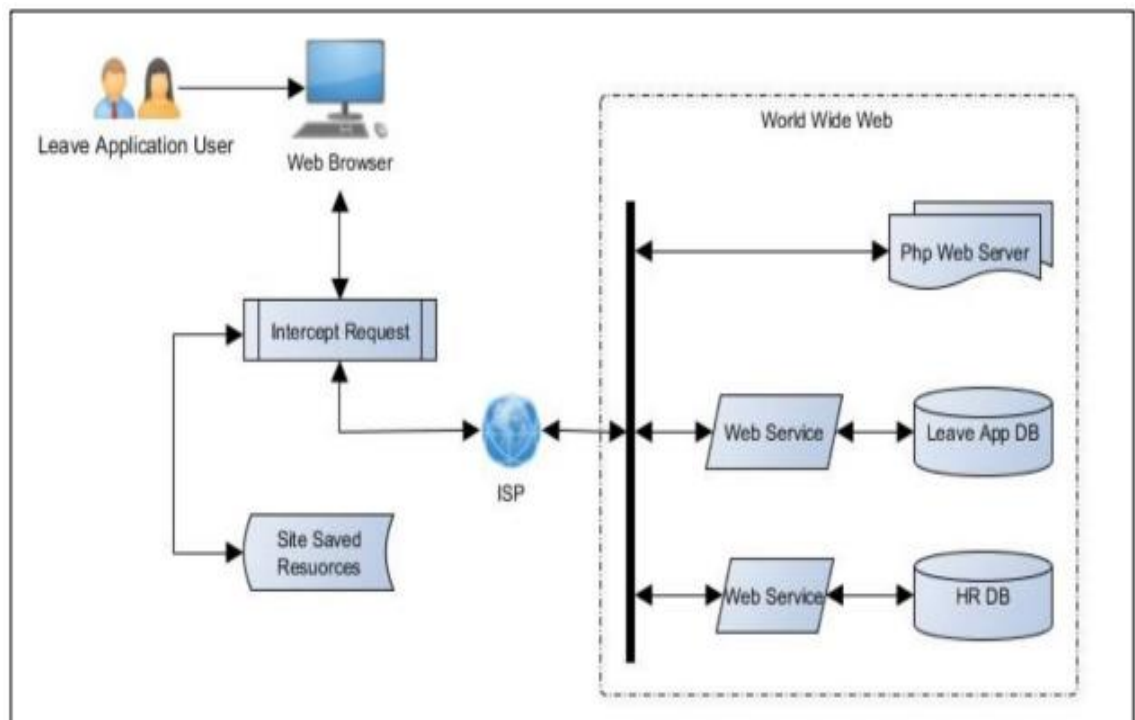 Leave Application User
Web Browser
World Wide Web
Php Web Server
Intercept Request
Web Service
Leave App DB
ISP
Site Saved
Resuorces
Web Service
HR DB